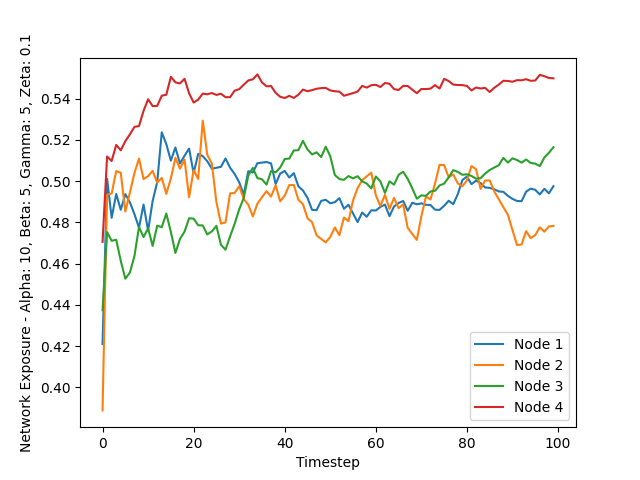 Network Exposure - Alpha: 10, Beta: 5, Gamma: 5, Zeta: 0.1
0.54
0.52
0.50
0.48
0.46
0.44
0.42
0.40
Node 1
Node 2
Node 3
Node 4
0 20 40 60 80 100
Timestep